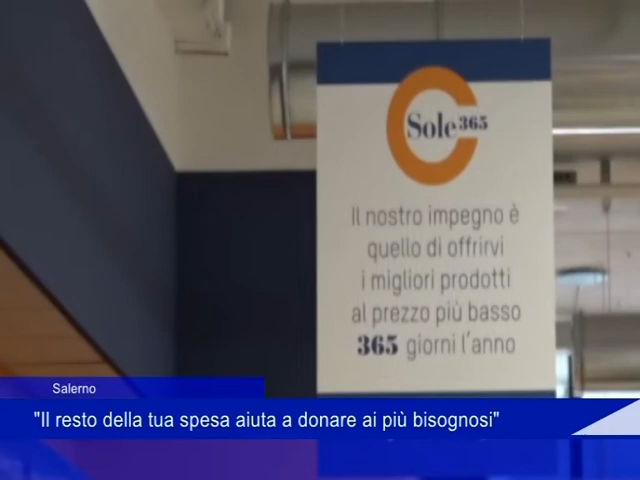 Sole 365
Il nostro impegno è
quello di offrirvi
i migliori prodotti
al prezzo più basso
365 giorni l'anno
Salerno
"Il resto della tua spesa aiuta a donare ai più bisognosi"